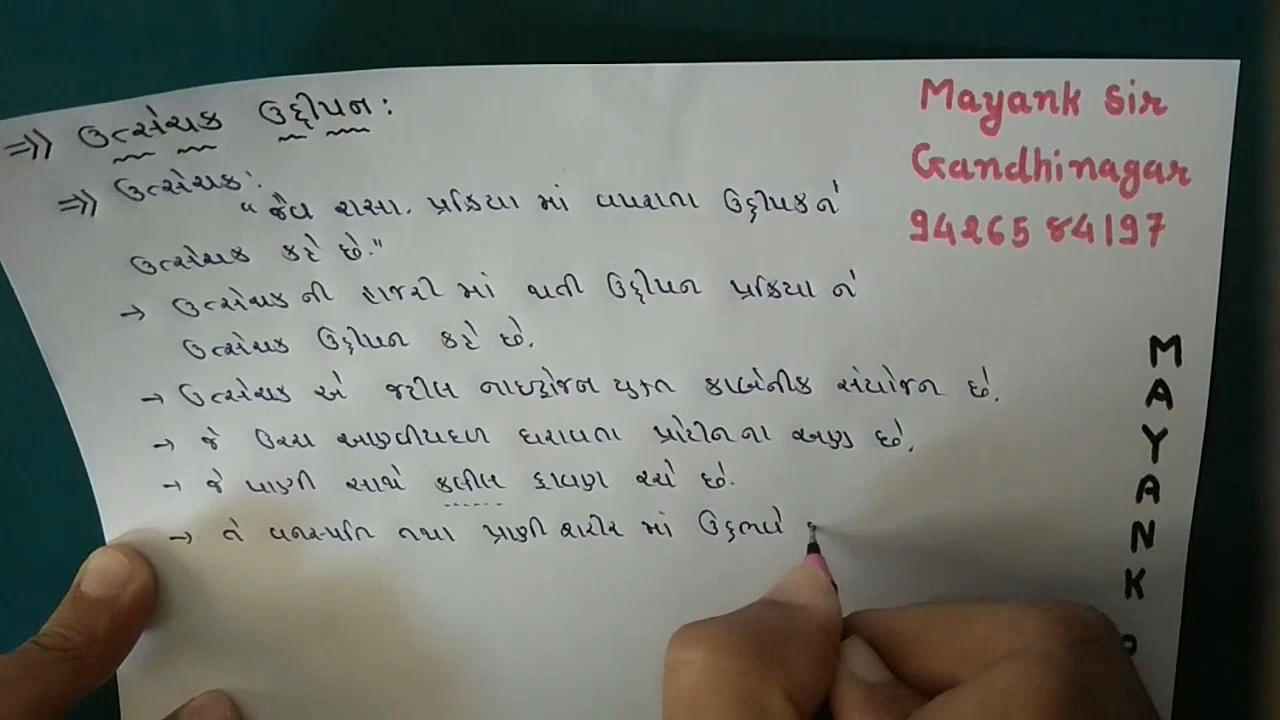 ⇒ ઉત્સેચક ઉદ્દીપન :
⇒ ઉત્સેચક :
"જૈવ રાસા. પ્રક્રિયા માં વપરાતા ઉદ્દીપકને
ઉત્સેચક કહે છે."
→ ઉત્સેચકની હાજરી માં થતી ઉદ્દીપન પ્રક્રિયા ને
ઉત્સેચક ઉદ્દીપન કહે છે.
→ ઉત્સેચક એ જટીલ નાઇટ્રોજન યુક્ત કાર્બનીક સંયોજન છે.
→ જે ઉચ્ચ આણ્વીયદળ ધરાવતા પ્રોટીનના અણુ છે.
→ જે પાણી સાથે કલીલ દ્રાવણ રચે છે.
→ તે વનસ્પતિ તથા પ્રાણી શરીર માં ઉદ્ભવે
Mayank Sir
Gandhinagar
94265 84197
MAYANK